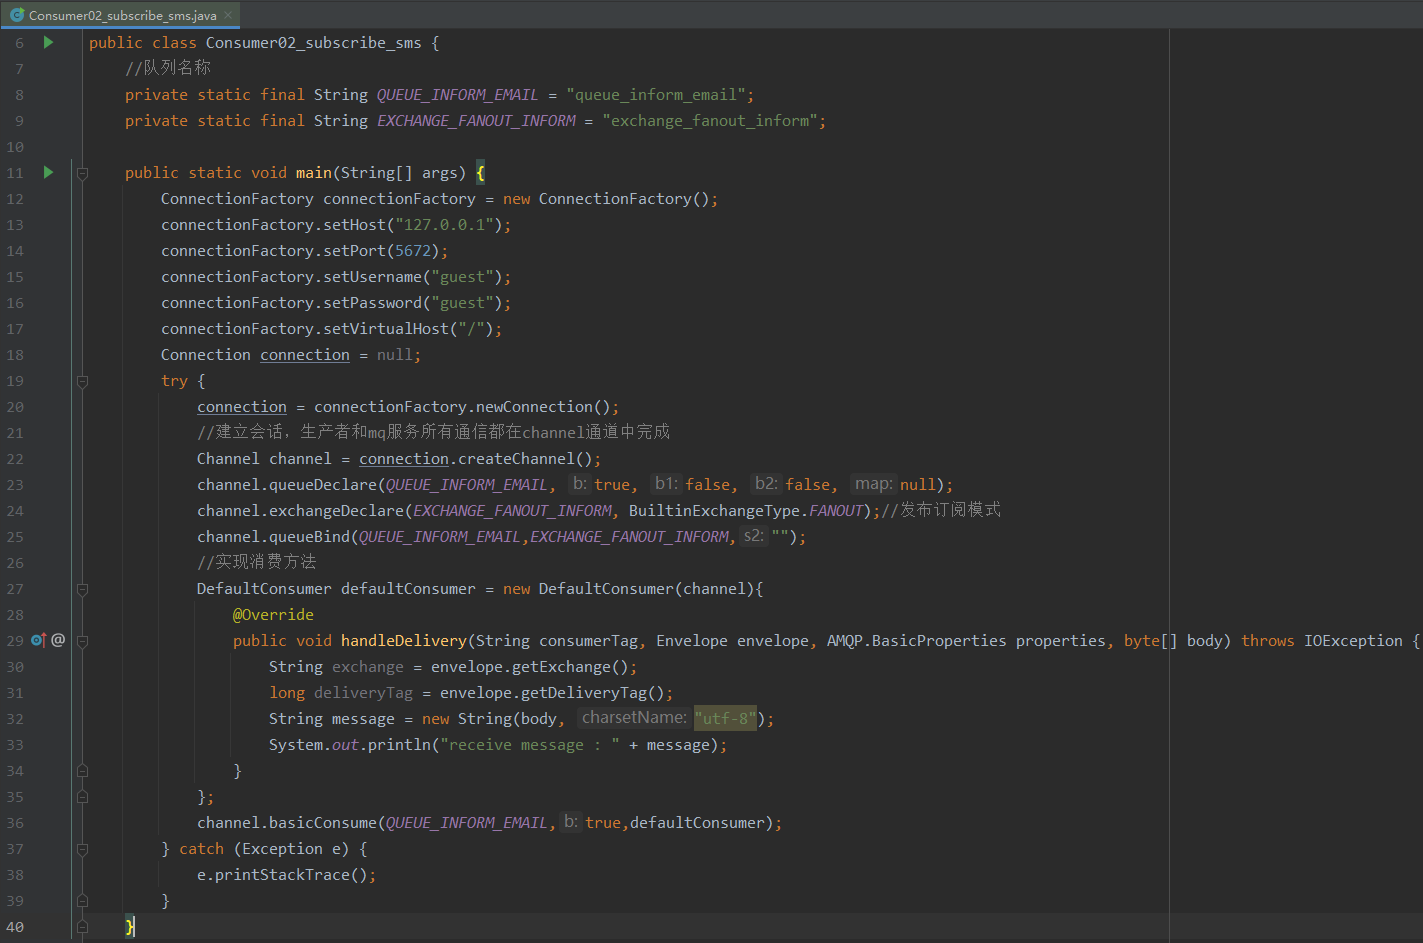 Consumer02_subscribe_sms.java
6 public class Consumer02_subscribe_sms {
7 //队列名称
8 private static final String QUEUE_INFORM_EMAIL = "queue_inform_email";
9 private static final String EXCHANGE_FANOUT_INFORM = "exchange_fanout_inform";
10
11 public static void main(String[] args) {
12 ConnectionFactory connectionFactory = new ConnectionFactory();
13 connectionFactory.setHost("127.0.0.1");
14 connectionFactory.setPort(5672);
15 connectionFactory.setUsername("guest");
16 connectionFactory.setPassword("guest");
17 connectionFactory.setVirtualHost("/");
18 Connection connection = null;
19 try {
20 connection = connectionFactory.newConnection();
21 //建立会话，生产者和mq服务所有通信都在channel通道中完成
22 Channel channel = connection.createChannel();
23 channel.queueDeclare(QUEUE_INFORM_EMAIL, b: true, b1: false, b2: false, map: null);
24 channel.exchangeDeclare(EXCHANGE_FANOUT_INFORM, BuiltinExchangeType.FANOUT);//发布订阅模式
25 channel.queueBind(QUEUE_INFORM_EMAIL,EXCHANGE_FANOUT_INFORM, s2: "");
26 //实现消费方法
27 DefaultConsumer defaultConsumer = new DefaultConsumer(channel){
28 @Override
29 @ public void handleDelivery(String consumerTag, Envelope envelope, AMQP.BasicProperties properties, byte[] body) throws IOException {
30 String exchange = envelope.getExchange();
31 long deliveryTag = envelope.getDeliveryTag();
32 String message = new String(body, charsetName: "utf-8");
33 System.out.println("receive message : " + message);
34 }
35 };
36 channel.basicConsume(QUEUE_INFORM_EMAIL, b: true,defaultConsumer);
37 } catch (Exception e) {
38 e.printStackTrace();
39 }
40 }